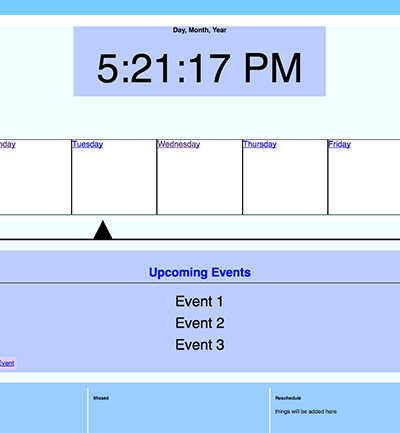 Day, Month, Year
5:21:17 PM
nday Tuesday Wednesday Thursday Friday
Upcoming Events
Event 1
Event 2
Event 3
Event
Missed Reschedule
things will be added here